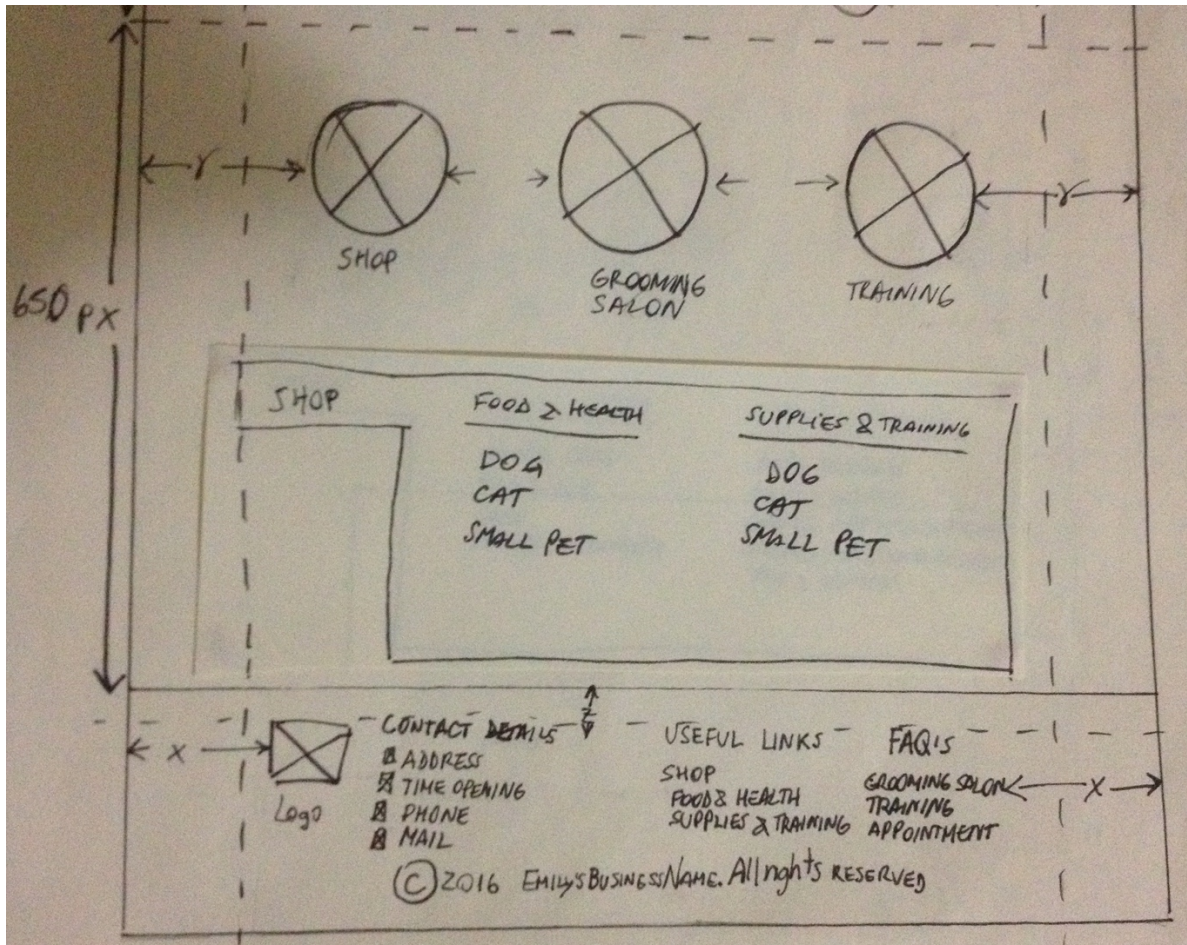 r
r
SHOP
GROOMING
SALON
TRAINING
650 px
SHOP
FOOD & HEALTH
SUPPLIES & TRAINING
DOG
CAT
SMALL PET
DOG
CAT
SMALL PET
z
x
Logo
CONTACT DETAILS
ADDRESS
TIME OPENING
PHONE
MAIL
USEFUL LINKS
SHOP
FOOD & HEALTH
SUPPLIES & TRAINING
FAQ'S
GROOMING SALON
TRAINING
APPOINTMENT
x
© 2016 EMILY'S BUSINESS NAME. All rights RESERVED